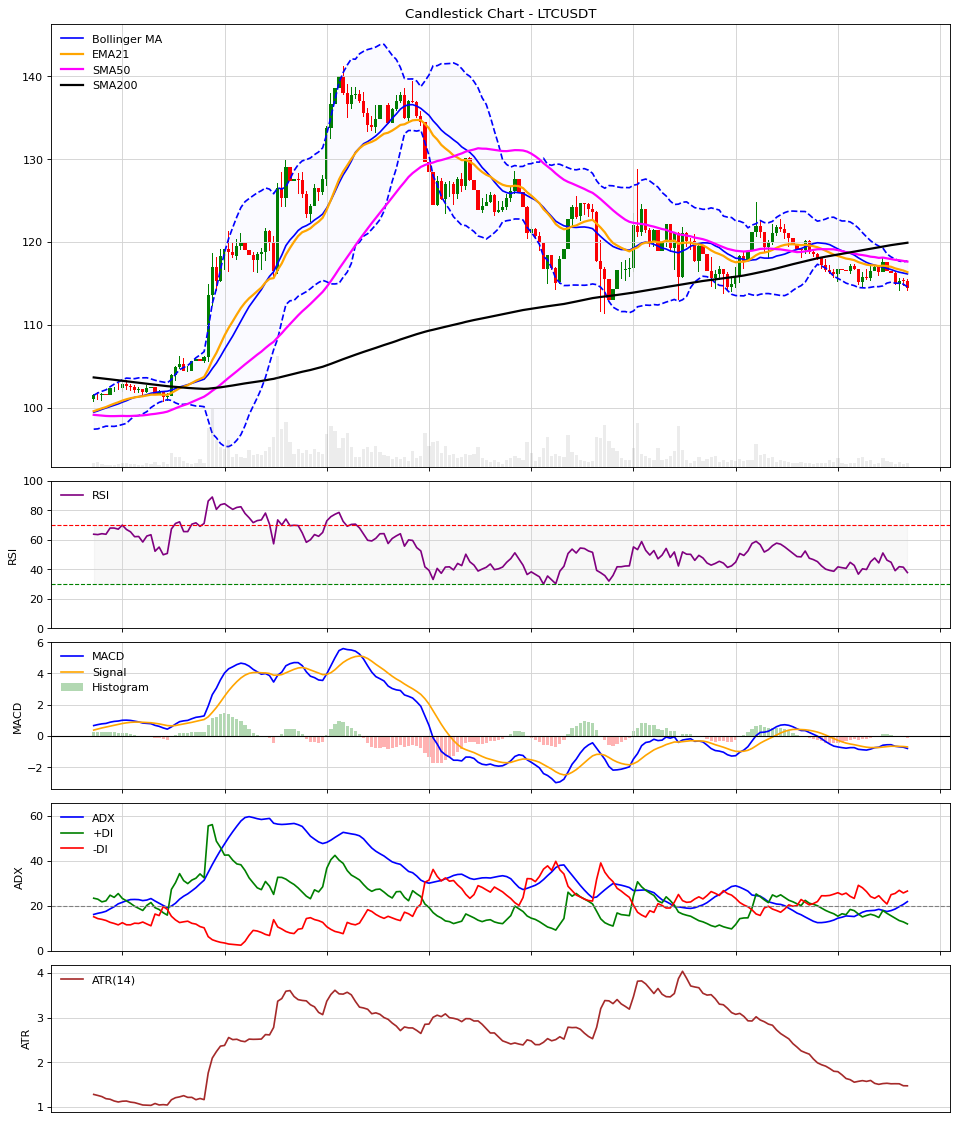 Candlestick Chart - LTCUSDT
Bollinger MA
EMA21
SMA50
SMA200
140
130
120
110
100
RSI
100
80
60
40
20
0
RSI
MACD
Signal
Histogram
6
4
2
0
−2
MACD
ADX
+DI
-DI
60
40
20
0
ADX
ATR(14)
4
3
2
1
ATR